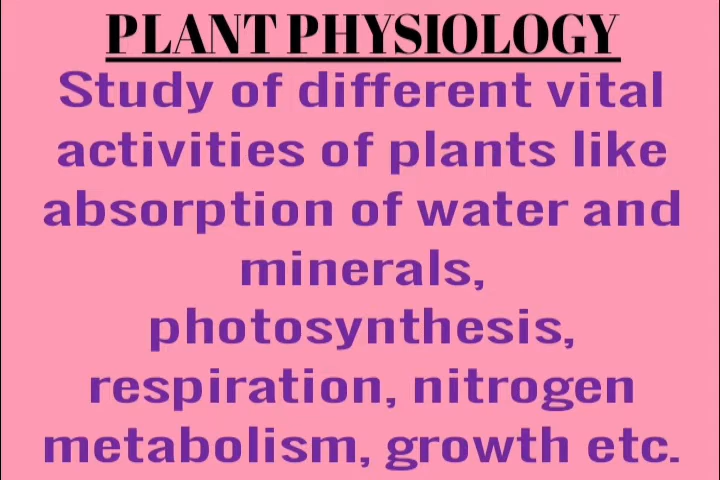 PLANT PHYSIOLOGY
Study of different vital
activities of plants like
absorption of water and
minerals,
photosynthesis,
respiration, nitrogen
metabolism, growth etc.